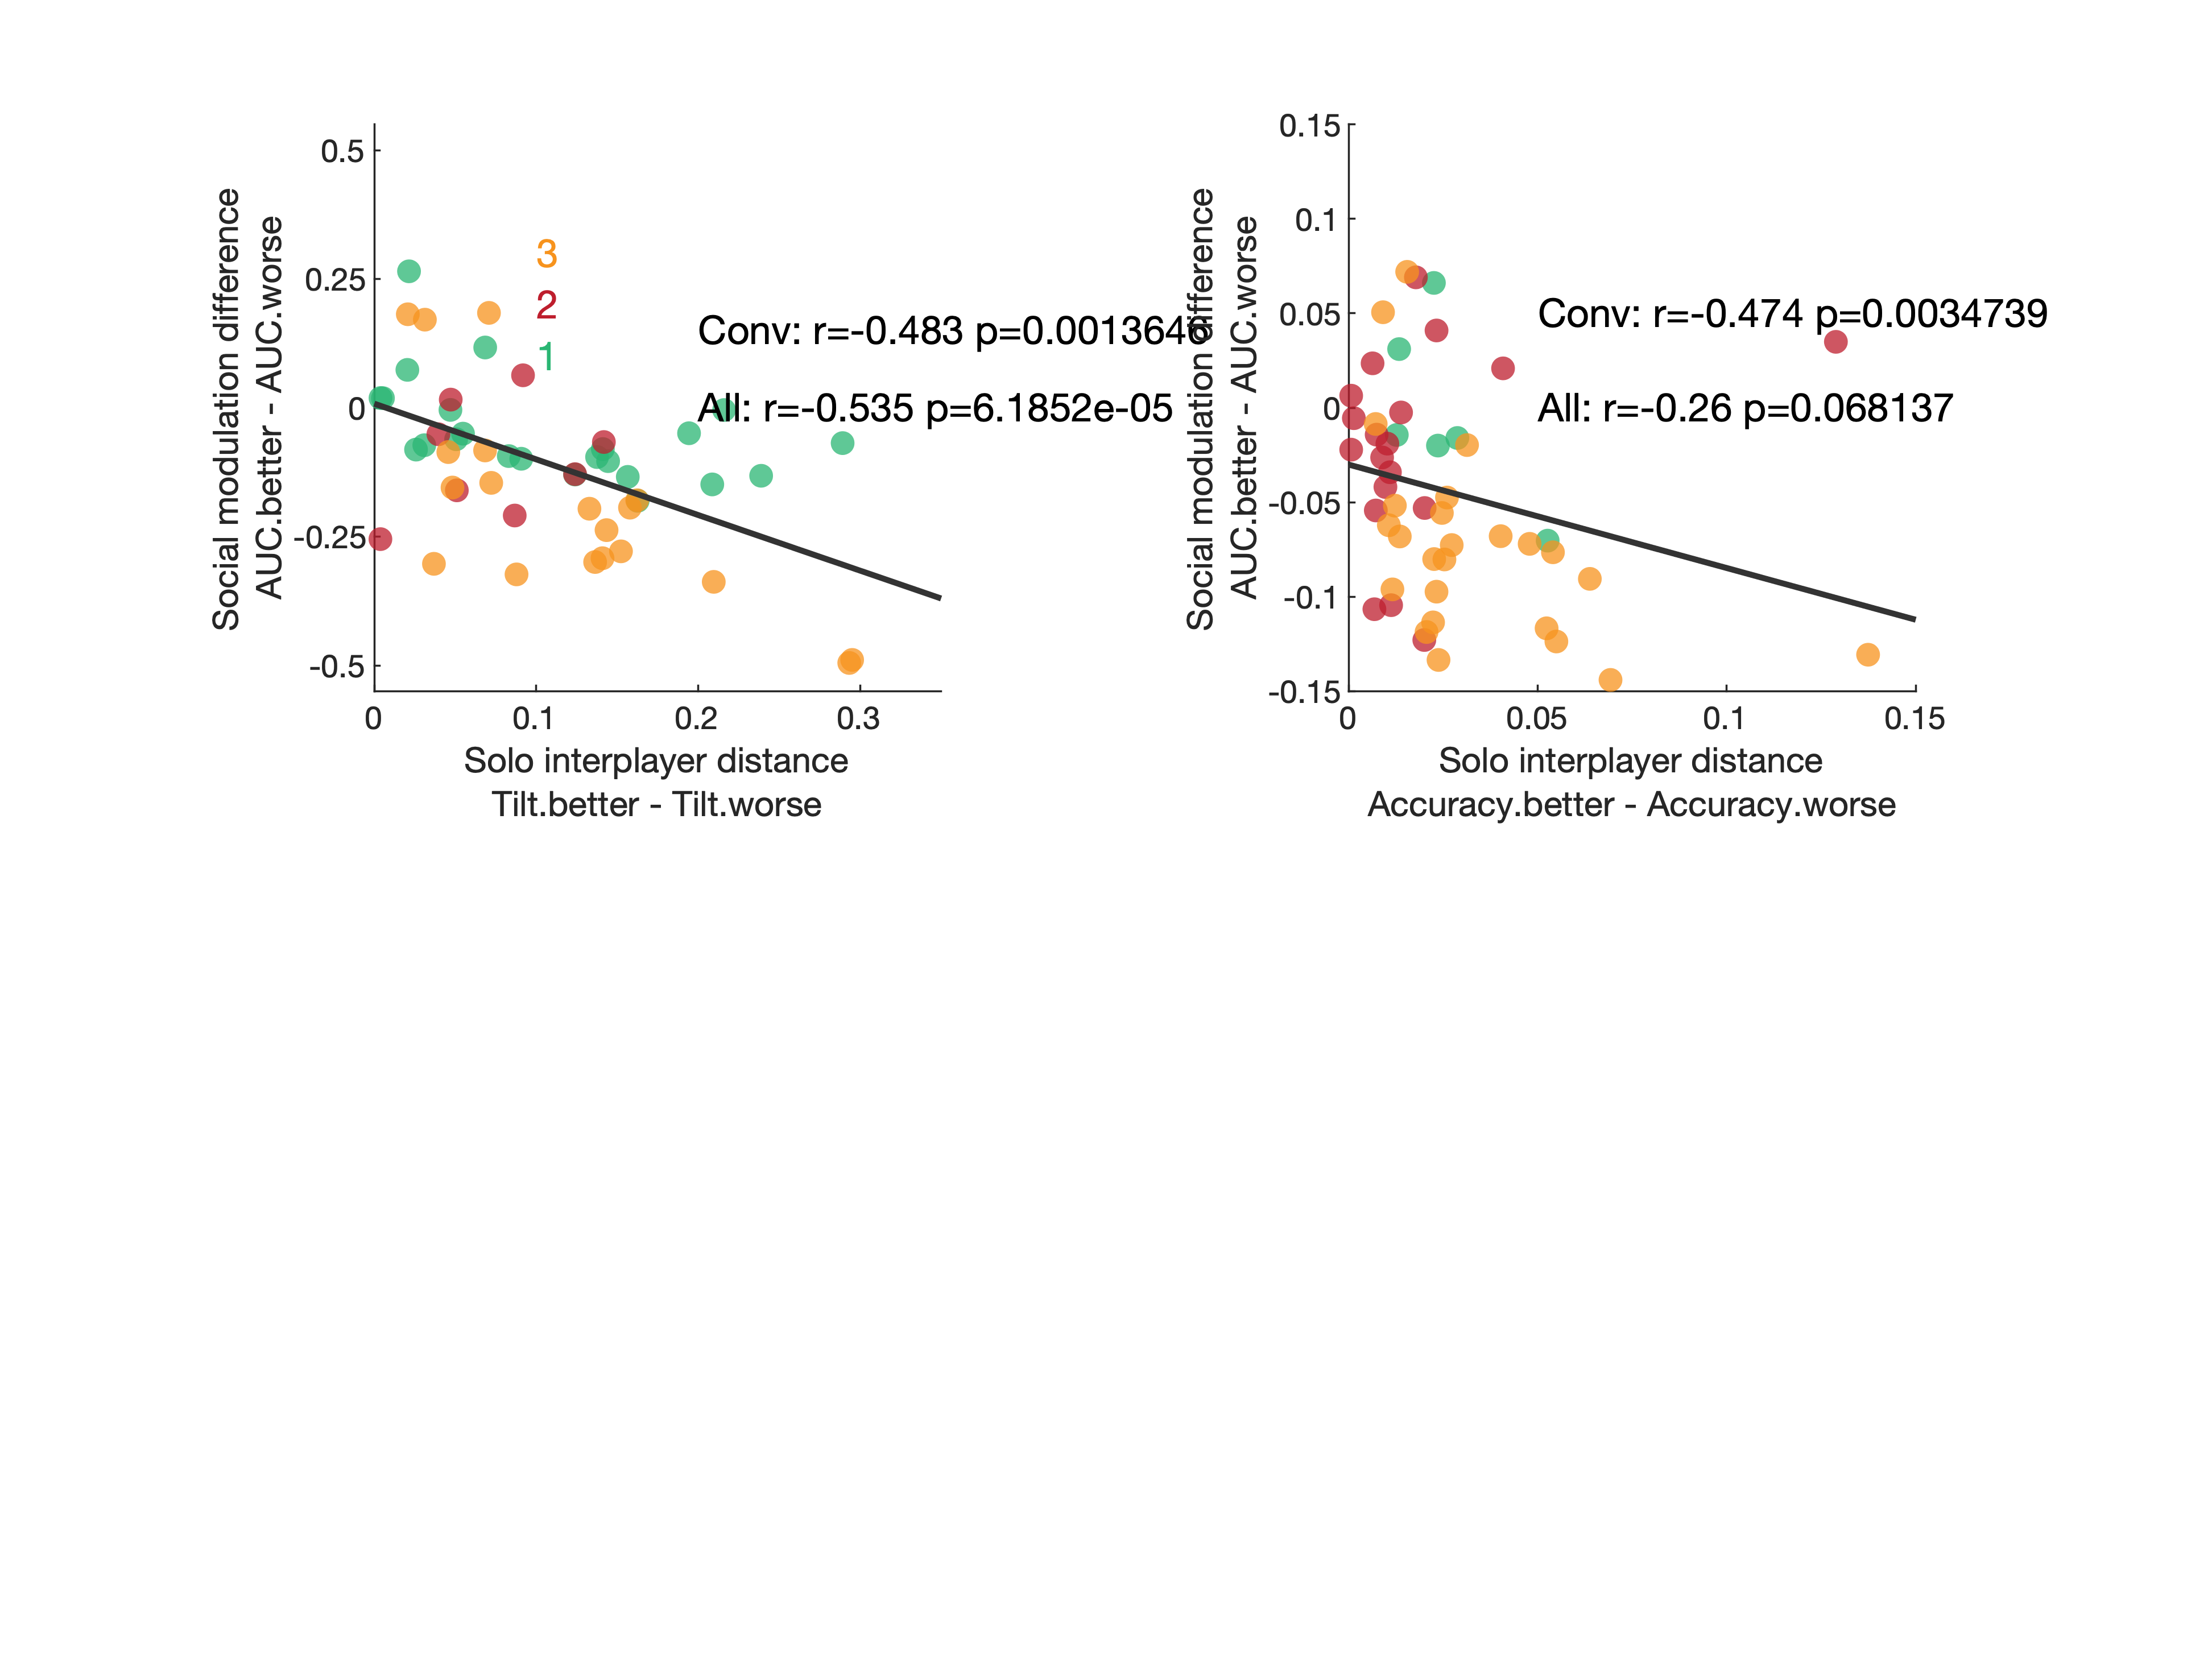 0.5
0.25
0
-0.25
-0.5
0
0.1
0.2
0.3
Social modulation difference
AUC.better - AUC.worse
Solo interplayer distance
Tilt.better - Tilt.worse
3
2
1
Conv: r=-0.483 p=0.0013646
All: r=-0.535 p=6.1852e-05
0.15
0.1
0.05
0
-0.05
-0.1
-0.15
0
0.05
0.1
0.15
Social modulation difference
AUC.better - AUC.worse
Solo interplayer distance
Accuracy.better - Accuracy.worse
Conv: r=-0.474 p=0.0034739
All: r=-0.26 p=0.068137